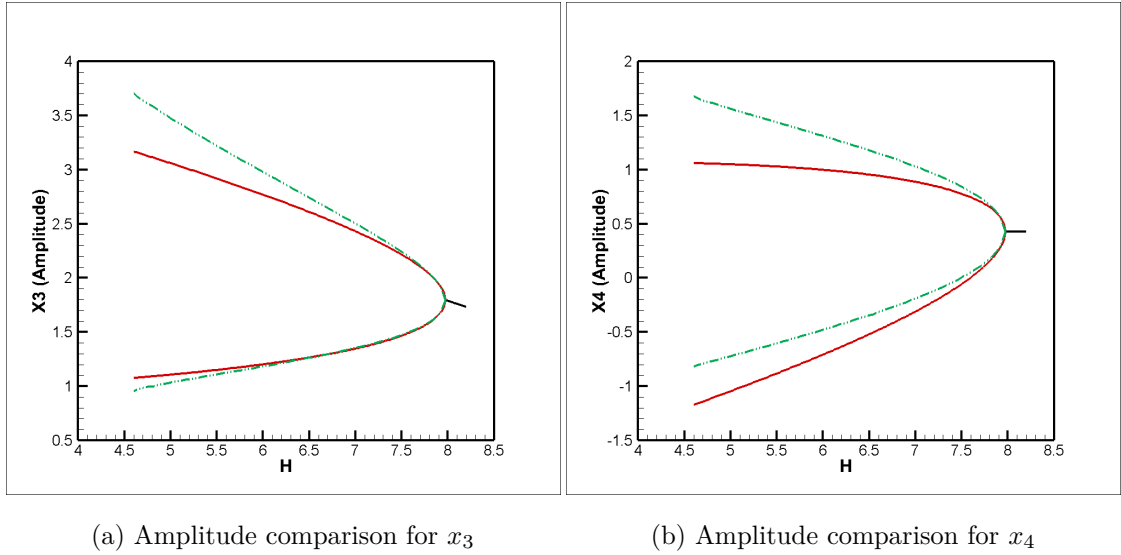 X3 (Amplitude)
4
3.5
3
2.5
2
1.5
1
0.5
4 4.5 5 5.5 6 6.5 7 7.5 8 8.5
H
X4 (Amplitude)
2
1.5
1
0.5
0
-0.5
-1
-1.5
4 4.5 5 5.5 6 6.5 7 7.5 8 8.5
H
(a) Amplitude comparison for x₃
(b) Amplitude comparison for x₄